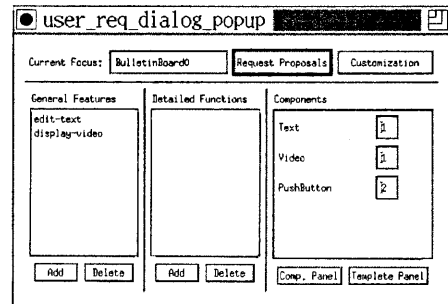 user_req_dialog_popup
Current Focus: BulletinBoard0 Request Proposals Customization
General Features Detailed Functions Components
edit-text
display-video
Text 1
Video 1
PushButton 2
Add Delete Add Delete Comp. Panel Template Panel